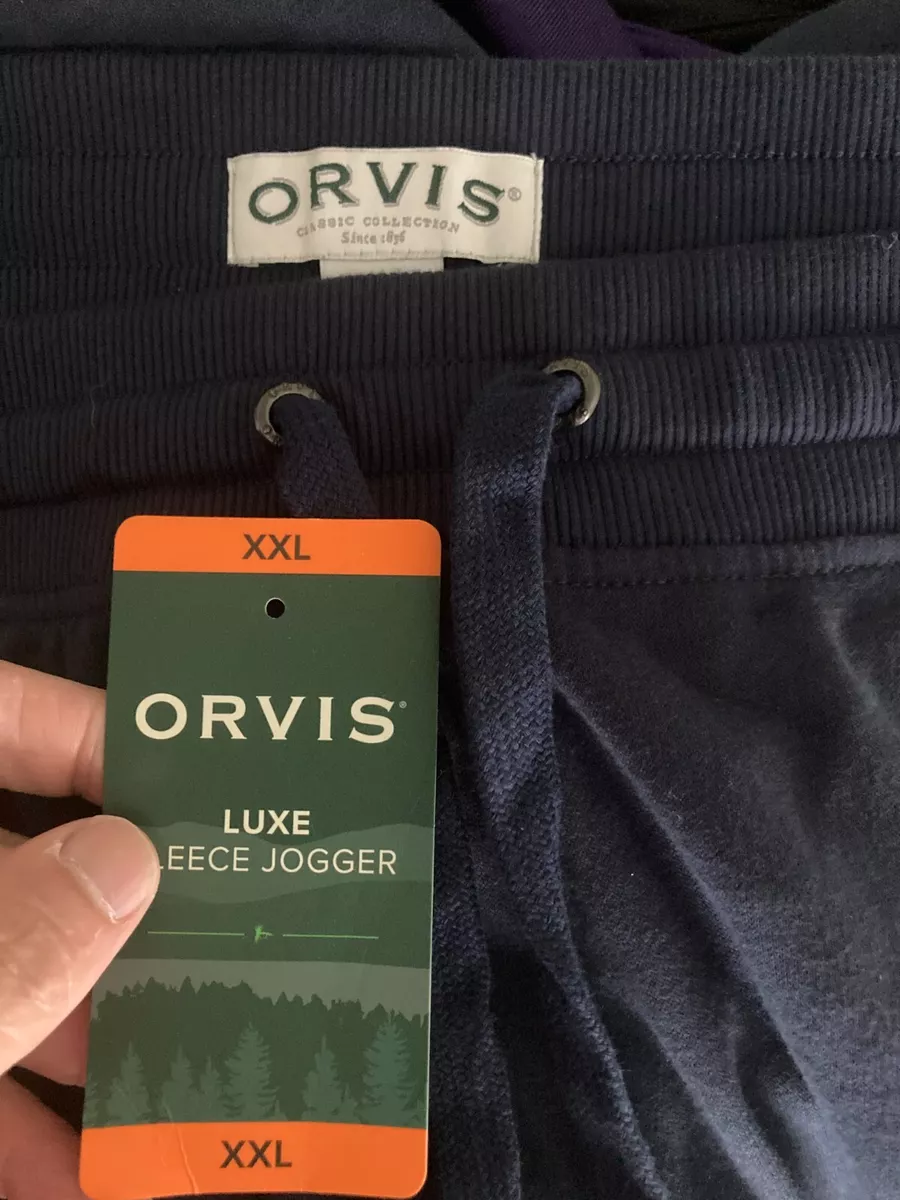 ORVIS®
CLASSIC COLLECTION
Since 1856
XXL
ORVIS®
LUXE
LEECE JOGGER
XXL